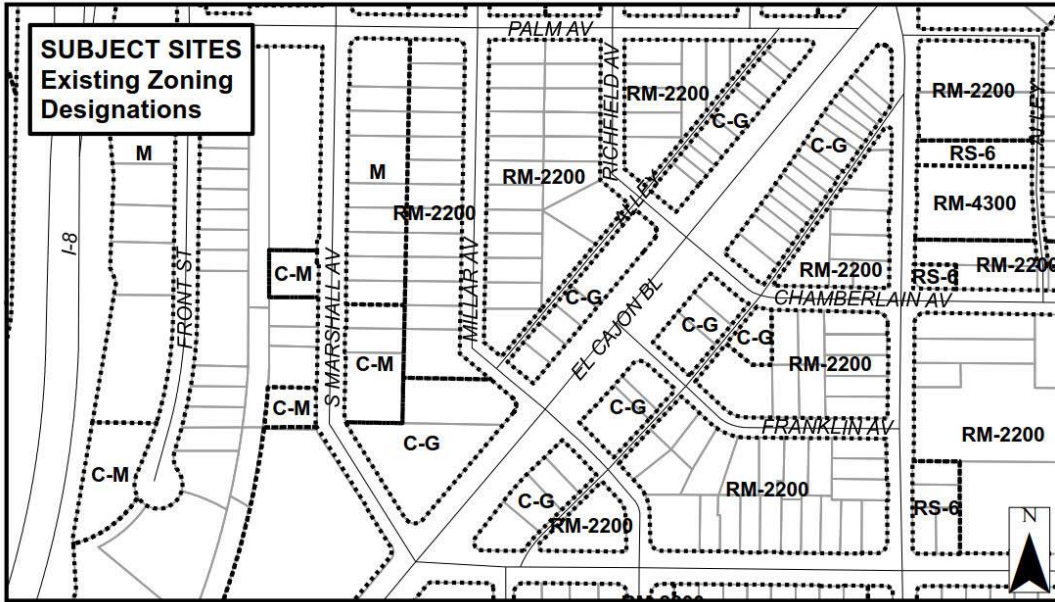 SUBJECT SITES
Existing Zoning
Designations
PALM AV
RICHFIELD AV
RM-2200
RM-2200
C-G
ALLEY
C-G
RS-6
M
M
RM-2200
RM-2200
ALLEY
RM-4300
I-8
FRONT ST
C-M
S MARSHALL AV
MILLAR AV
C-G
EL CAJON BL
RM-2200
RS-6
RM-2200
CHAMBERLAIN AV
C-G
C-G
C-M
RM-2200
C-M
C-G
C-G
FRANKLIN AV
RM-2200
C-M
RM-2200
C-G
RM-2200
RS-6
N